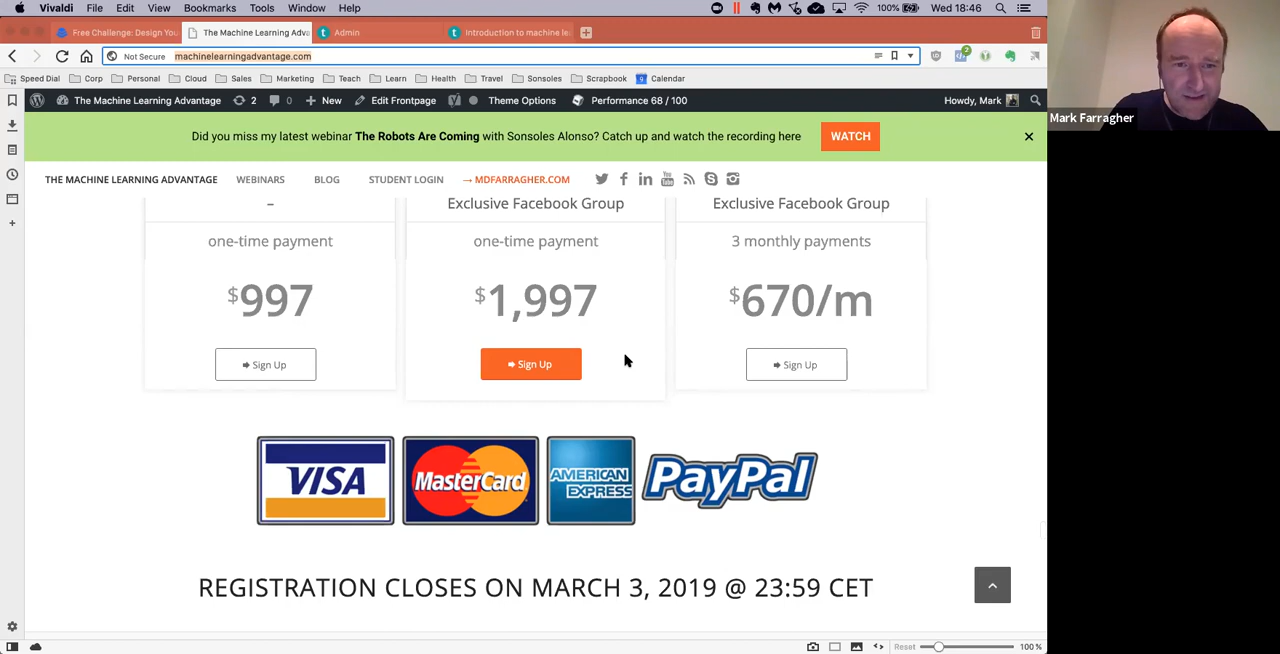 Vivaldi File Edit View Bookmarks Tools Window Help 100% Wed 18:46
Free Challenge: Design You The Machine Learning Adva Admin Introduction to machine le
Not Secure machinelearningadvantage.com 2
Speed Dial Corp Personal Cloud Sales Marketing Teach Learn Health Travel Sonsoles Scrapbook 9 Calendar
The Machine Learning Advantage 2 0 New Edit Frontpage Theme Options Performance 68 / 100 Howdy, Mark
Mark Farragher
Did you miss my latest webinar The Robots Are Coming with Sonsoles Alonso? Catch up and watch the recording here WATCH
THE MACHINE LEARNING ADVANTAGE WEBINARS BLOG STUDENT LOGIN → MDFARRAGHER.COM
– Exclusive Facebook Group Exclusive Facebook Group
one-time payment one-time payment 3 monthly payments
$997 $1,997 $670/m
Sign Up Sign Up Sign Up
VISA MasterCard AMERICAN EXPRESS PayPal
REGISTRATION CLOSES ON MARCH 3, 2019 @ 23:59 CET
Reset 100 %